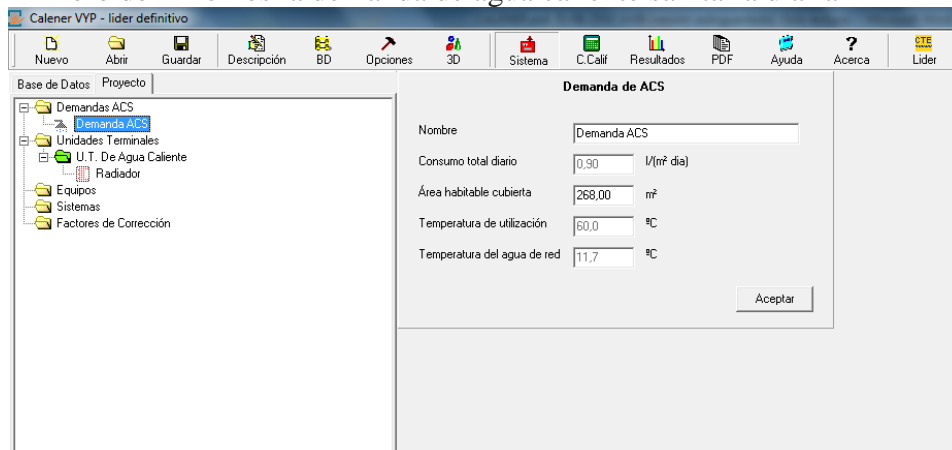 Calener VYP - lider definitivo
Nuevo Abrir Guardar Descripción BD Opciones 3D Sistema C.Calif Resultados PDF Ayuda Acerca CTE Lider
Base de Datos Proyecto
Demandas ACS
Demanda ACS
Unidades Terminales
U.T. De Agua Caliente
Radiador
Equipos
Sistemas
Factores de Corrección
Demanda de ACS
Nombre Demanda ACS
Consumo total diario 0,90 l/(m² dia)
Área habitable cubierta 268,00 m²
Temperatura de utilización 60,0 ºC
Temperatura del agua de red 11,7 ºC
Aceptar